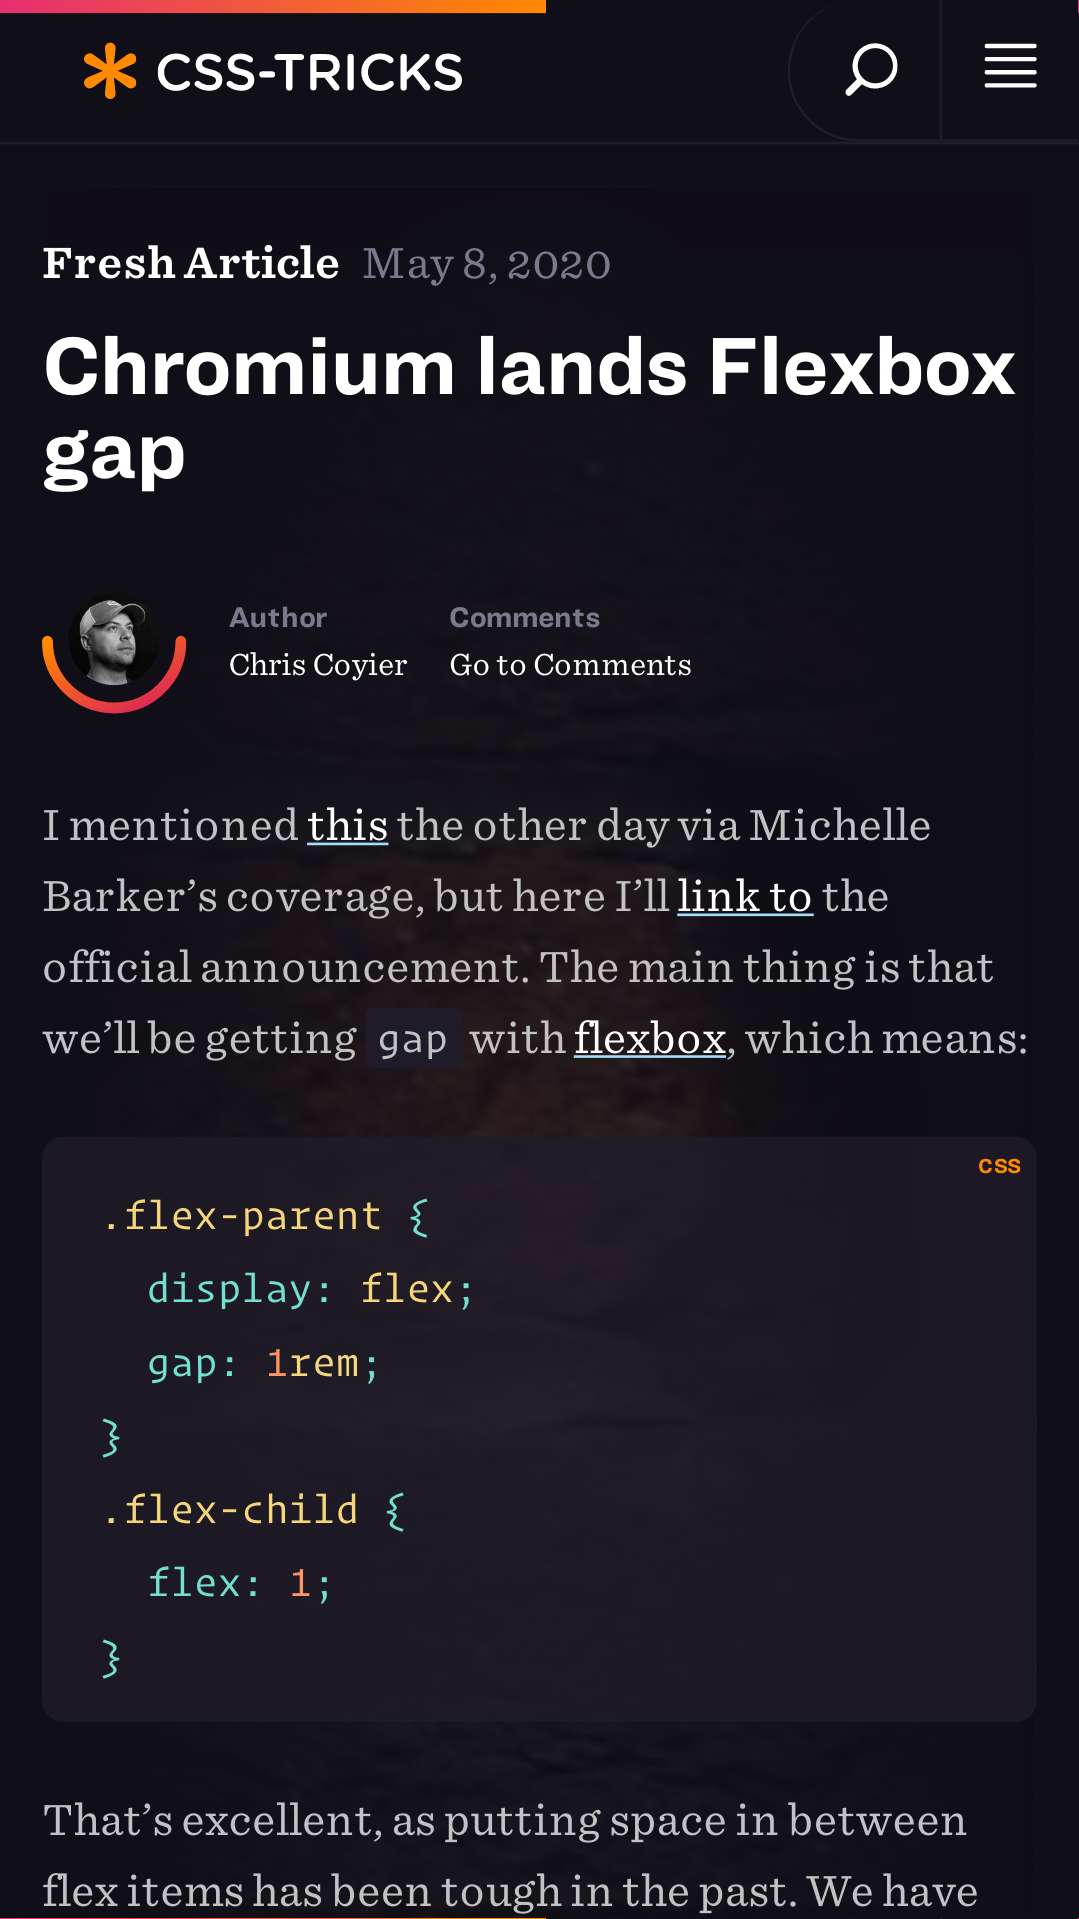 CSS-TRICKS
Fresh Article May 8, 2020
Chromium lands Flexbox
gap
Author Comments
Chris Coyier Go to Comments
I mentioned this the other day via Michelle
Barker’s coverage, but here I’ll link to the
official announcement. The main thing is that
we’ll be getting gap with flexbox, which means:
CSS
.flex-parent {
  display: flex;
  gap: 1rem;
}
.flex-child {
  flex: 1;
}
That’s excellent, as putting space in between
flex items has been tough in the past. We have